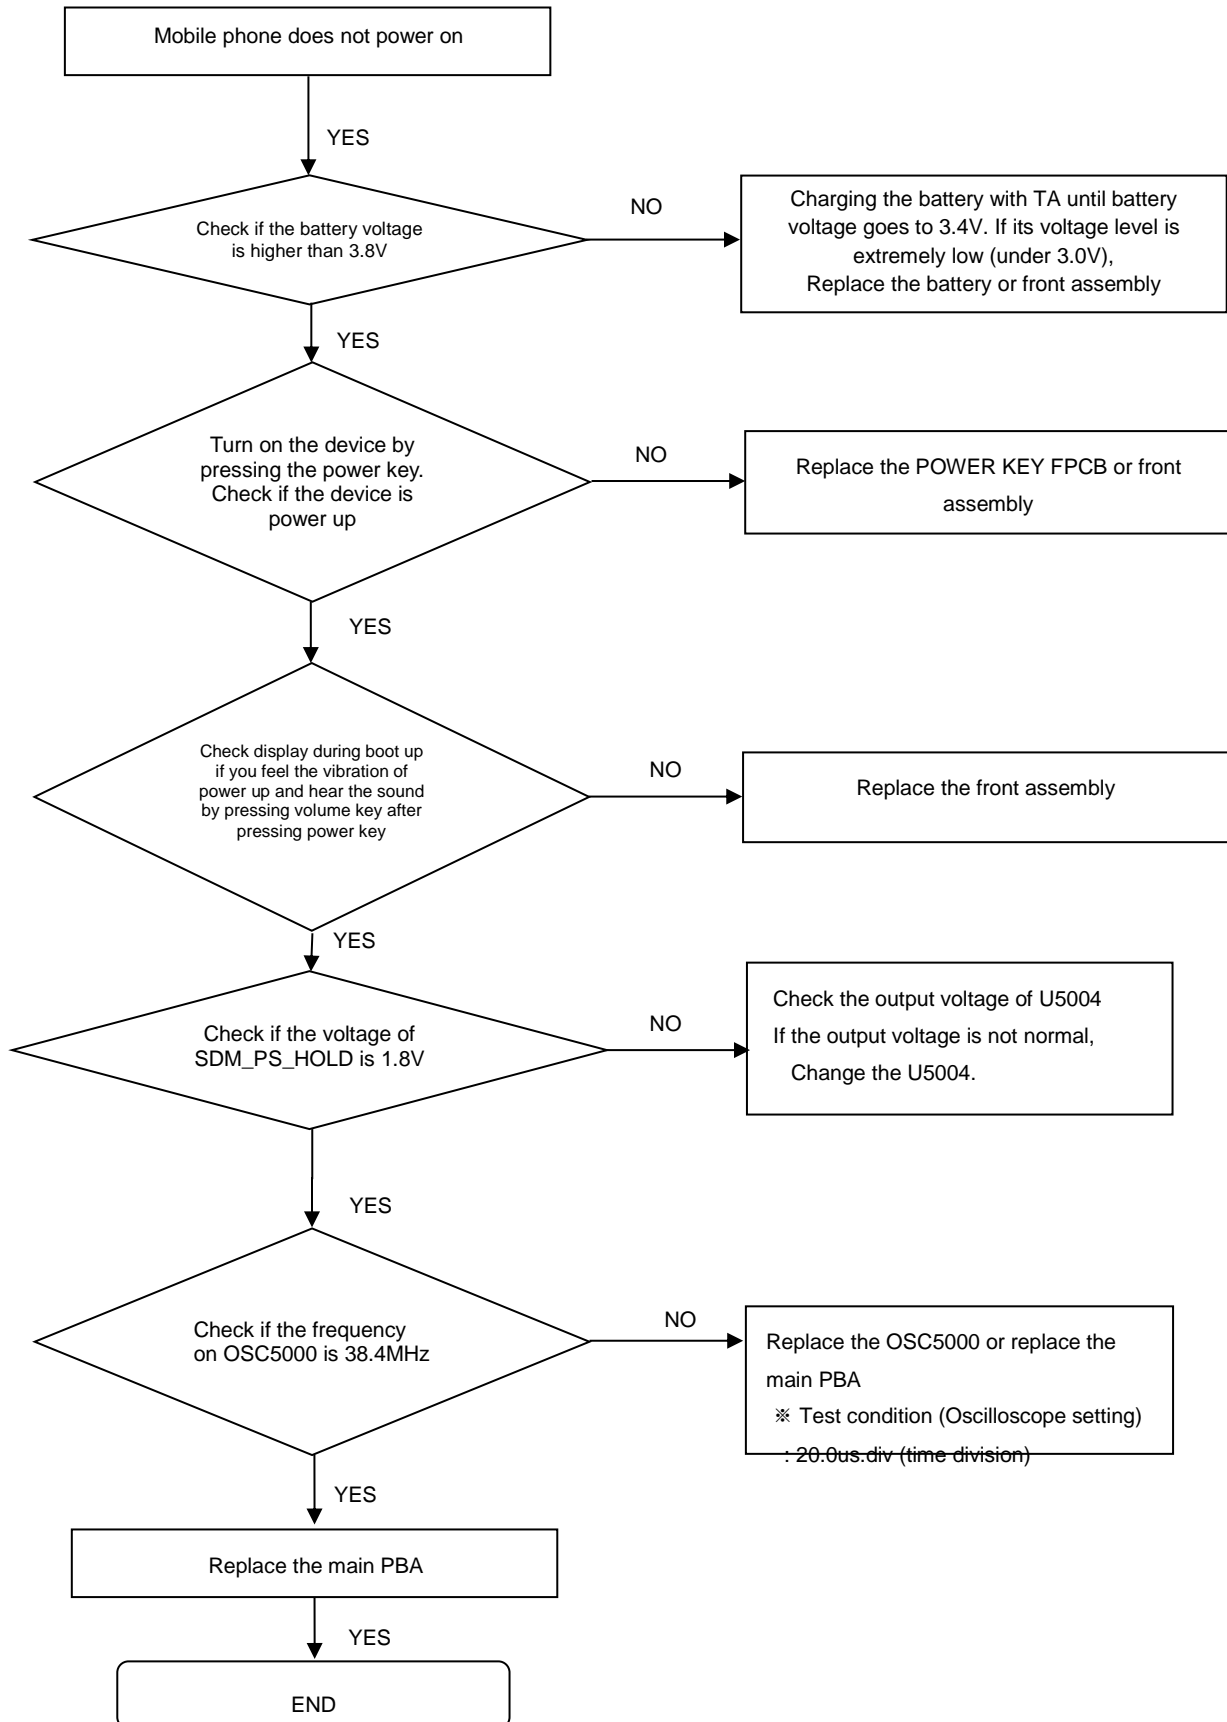 Mobile phone does not power on
YES
Check if the battery voltage
is higher than 3.8V
NO
Charging the battery with TA until battery
voltage goes to 3.4V. If its voltage level is
extremely low (under 3.0V),
Replace the battery or front assembly
YES
Turn on the device by
pressing the power key.
Check if the device is
power up
NO
Replace the POWER KEY FPCB or front
assembly
YES
Check display during boot up
if you feel the vibration of
power up and hear the sound
by pressing volume key after
pressing power key
NO
Replace the front assembly
YES
Check if the voltage of
SDM_PS_HOLD is 1.8V
NO
Check the output voltage of U5004
If the output voltage is not normal,
Change the U5004.
YES
Check if the frequency
on OSC5000 is 38.4MHz
NO
Replace the OSC5000 or replace the
main PBA
※ Test condition (Oscilloscope setting)
: 20.0us.div (time division)
YES
Replace the main PBA
YES
END